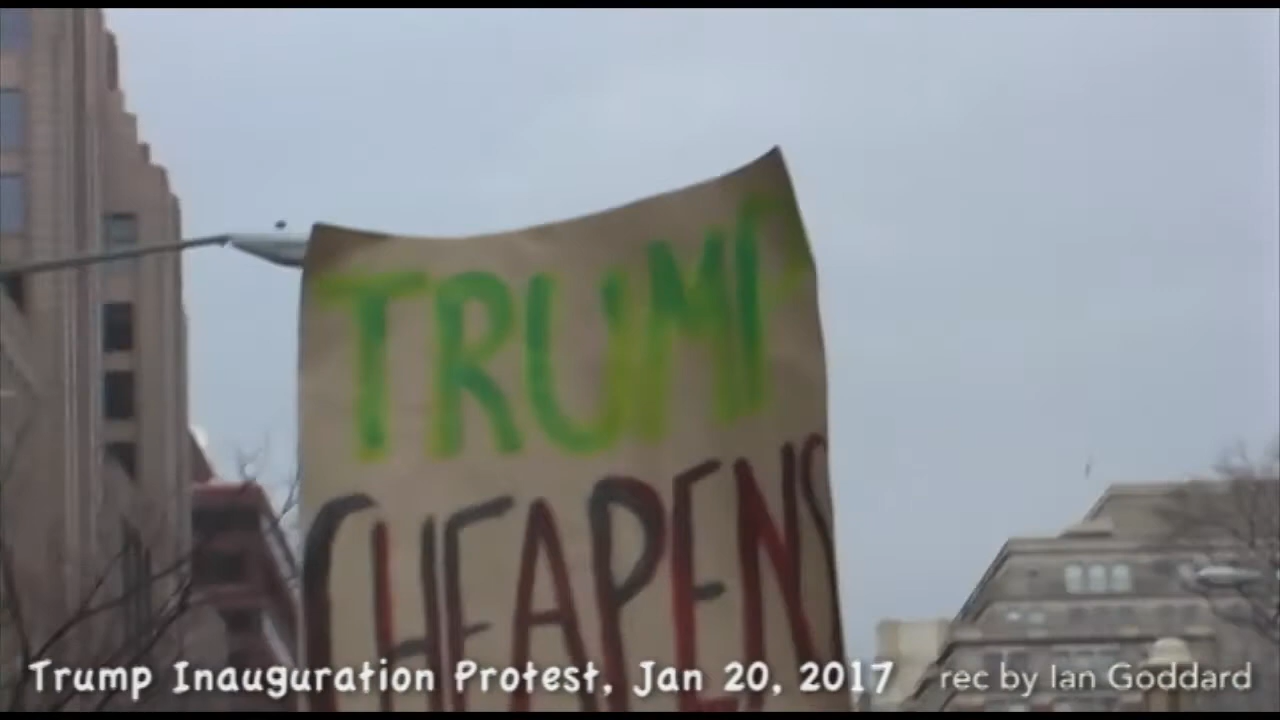 TRUMP
CHEAPENS
Trump Inauguration Protest, Jan 20, 2017
rec by Ian Goddard